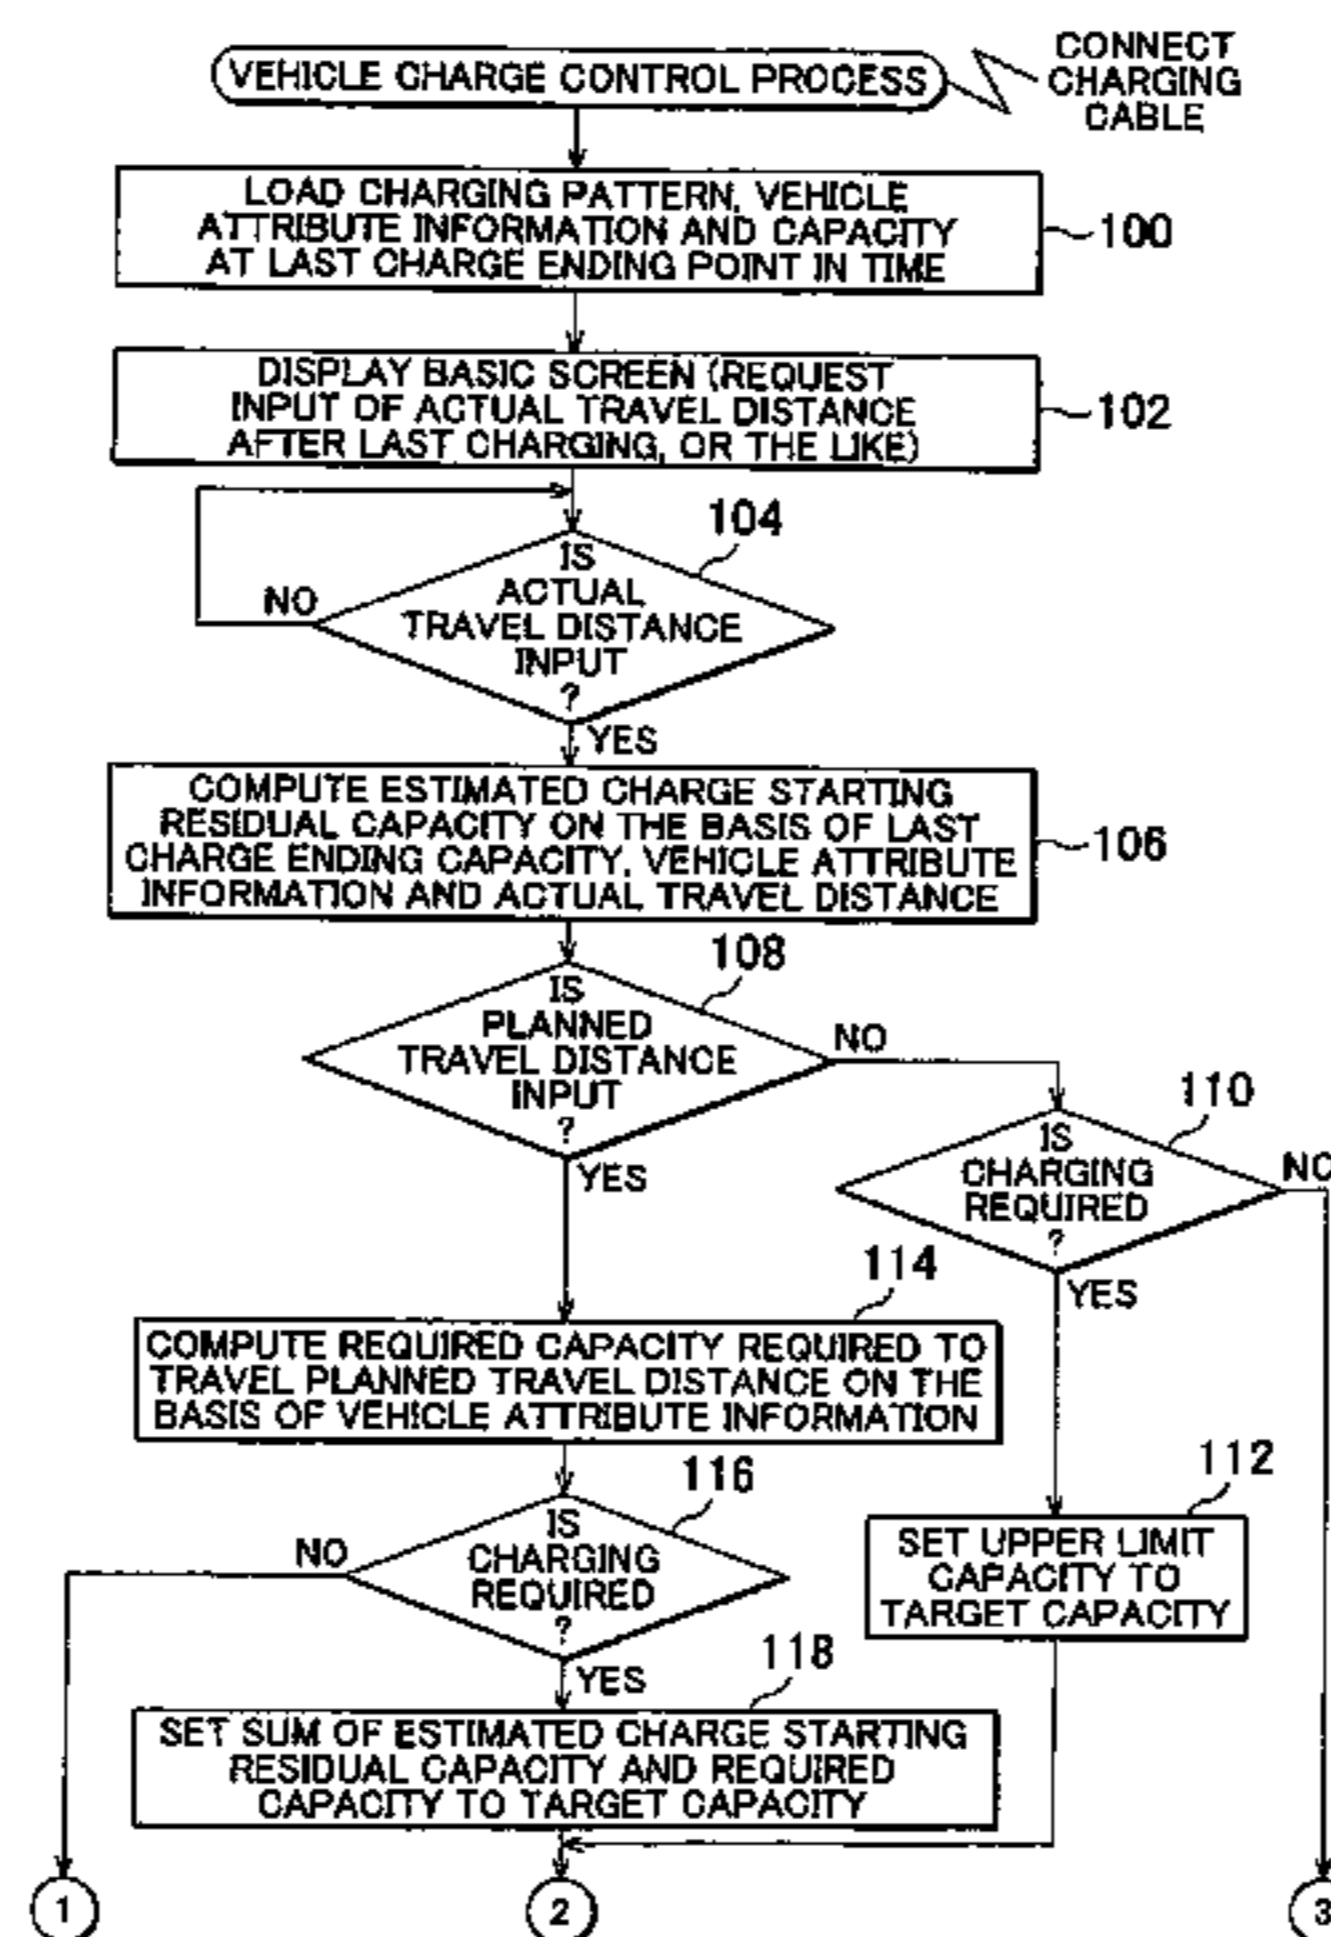 VEHICLE CHARGE CONTROL PROCESS
CONNECT
CHARGING
CABLE
LOAD CHARGING PATTERN, VEHICLE
ATTRIBUTE INFORMATION AND CAPACITY
AT LAST CHARGE ENDING POINT IN TIME
100
DISPLAY BASIC SCREEN (REQUEST
INPUT OF ACTUAL TRAVEL DISTANCE
AFTER LAST CHARGING, OR THE LIKE)
102
104
IS
ACTUAL
TRAVEL DISTANCE
INPUT
?
NO
YES
COMPUTE ESTIMATED CHARGE STARTING
RESIDUAL CAPACITY ON THE BASIS OF LAST
CHARGE ENDING CAPACITY, VEHICLE ATTRIBUTE
INFORMATION AND ACTUAL TRAVEL DISTANCE
106
108
IS
PLANNED
TRAVEL DISTANCE
INPUT
?
NO
YES
110
IS
CHARGING
REQUIRED
?
NO
YES
114
COMPUTE REQUIRED CAPACITY REQUIRED TO
TRAVEL PLANNED TRAVEL DISTANCE ON THE
BASIS OF VEHICLE ATTRIBUTE INFORMATION
116
IS
CHARGING
REQUIRED
?
NO
YES
112
SET UPPER LIMIT
CAPACITY TO
TARGET CAPACITY
118
SET SUM OF ESTIMATED CHARGE STARTING
RESIDUAL CAPACITY AND REQUIRED
CAPACITY TO TARGET CAPACITY
1
2
3